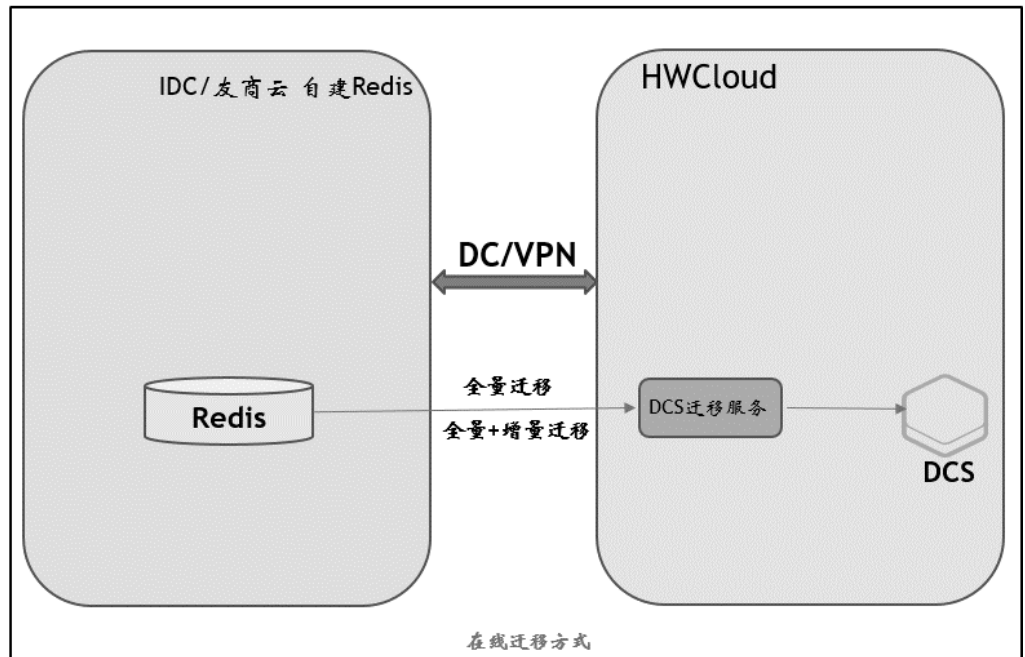 IDC/友商云 自建Redis
HWCloud
DC/VPN
全量迁移
全量+增量迁移
Redis
DCS迁移服务
DCS
在线迁移方式